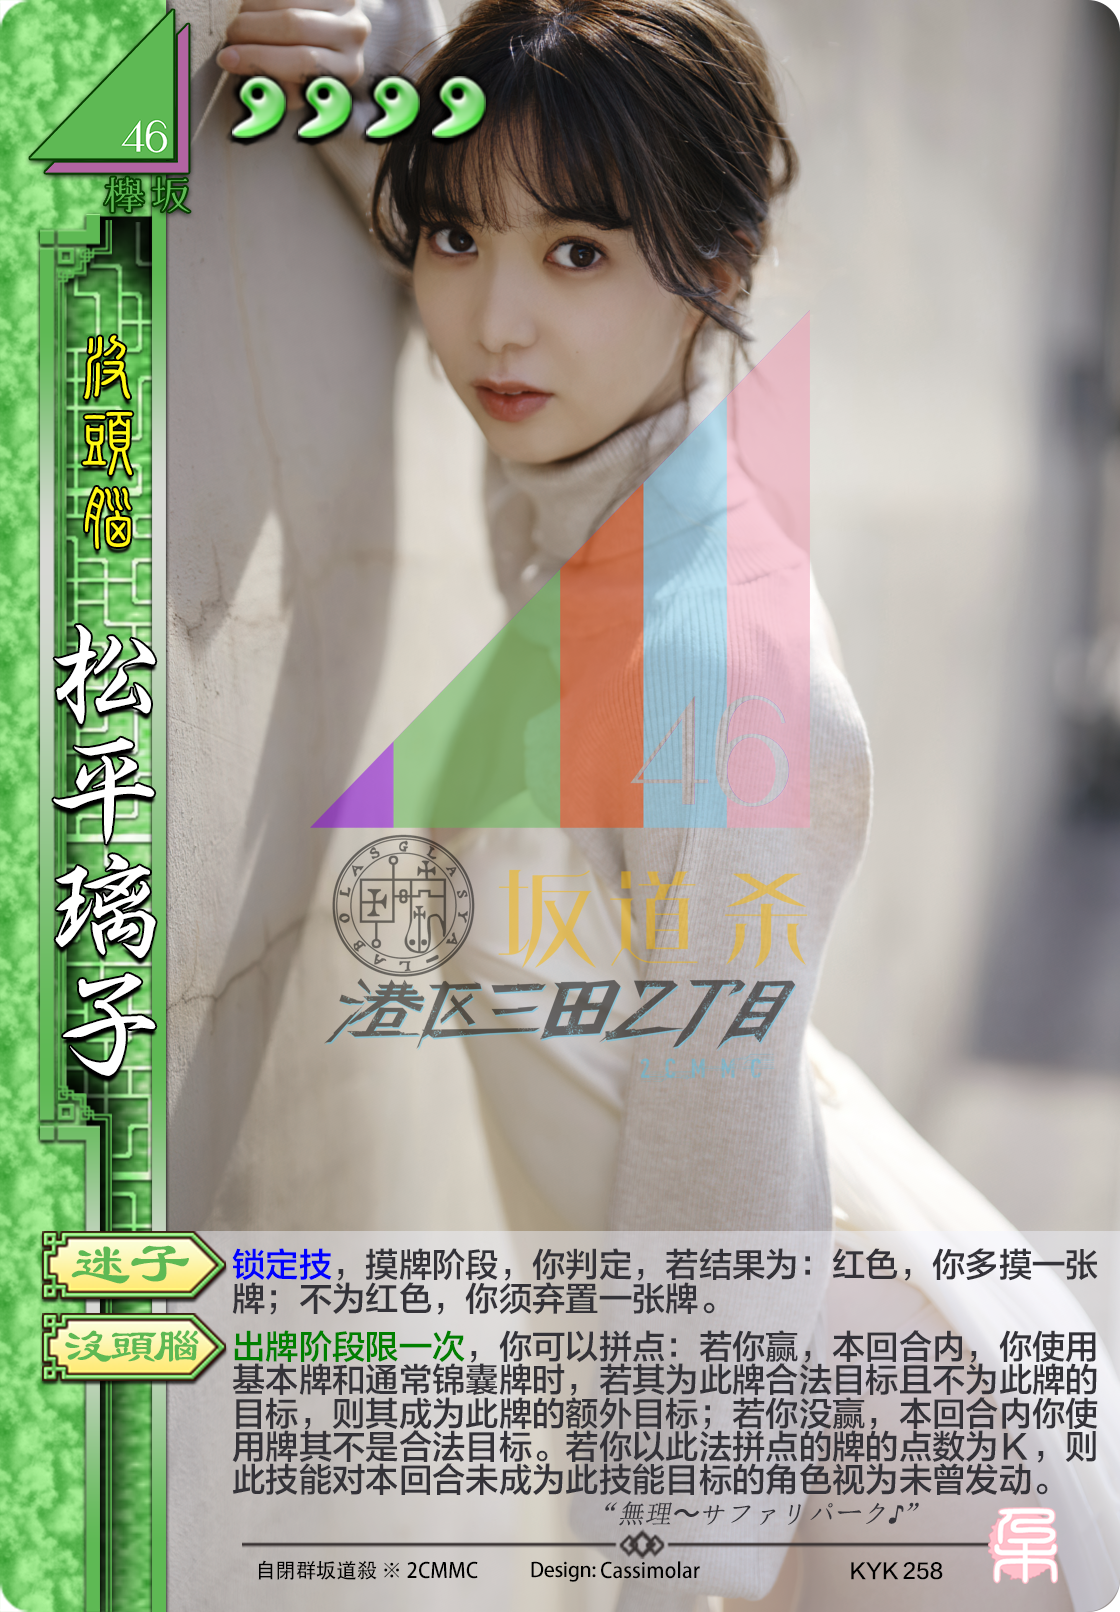 46
欅坂
沒頭腦
松平璃子
46
GLASYA-LABOLAS
坂道杀
港区三田2丁目
2CMMC
迷子
锁定技，摸牌阶段，你判定，若结果为：红色，你多摸一张
牌；不为红色，你须弃置一张牌。
沒頭腦
出牌阶段限一次，你可以拼点：若你赢，本回合内，你使用
基本牌和通常锦囊牌时，若其为此牌合法目标且不为此牌的
目标，则其成为此牌的额外目标；若你没赢，本回合内你使
用牌其不是合法目标。若你以此法拼点的牌的点数为K，则
此技能对本回合未成为此技能目标的角色视为未曾发动。
“無理～サファリパーク♪”
自閉群坂道殺 ※ 2CMMC
Design: Cassimolar
KYK 258